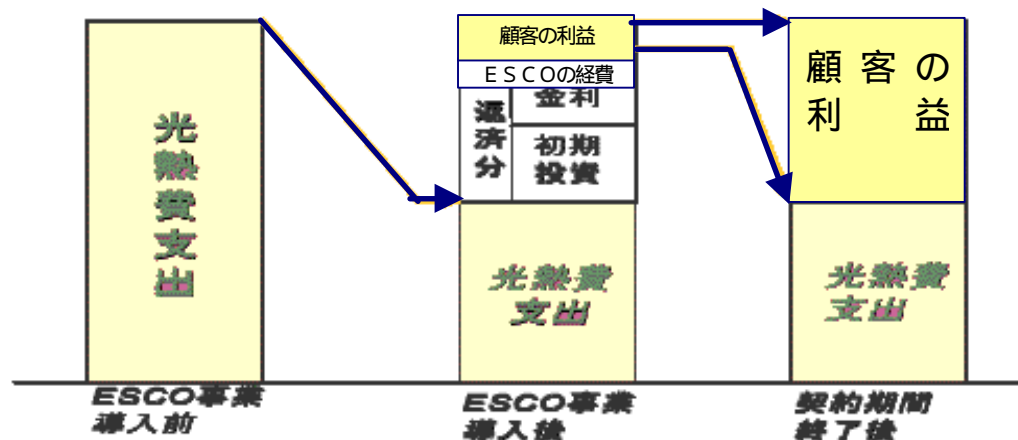 光熱費支出
ESCO事業
導入前
顧客の利益
ＥＳＣＯの経費
返済分
金利
初期
投資
光熱費
支出
ESCO事業
導入後
顧客の
利益
光熱費
支出
契約期間
終了後